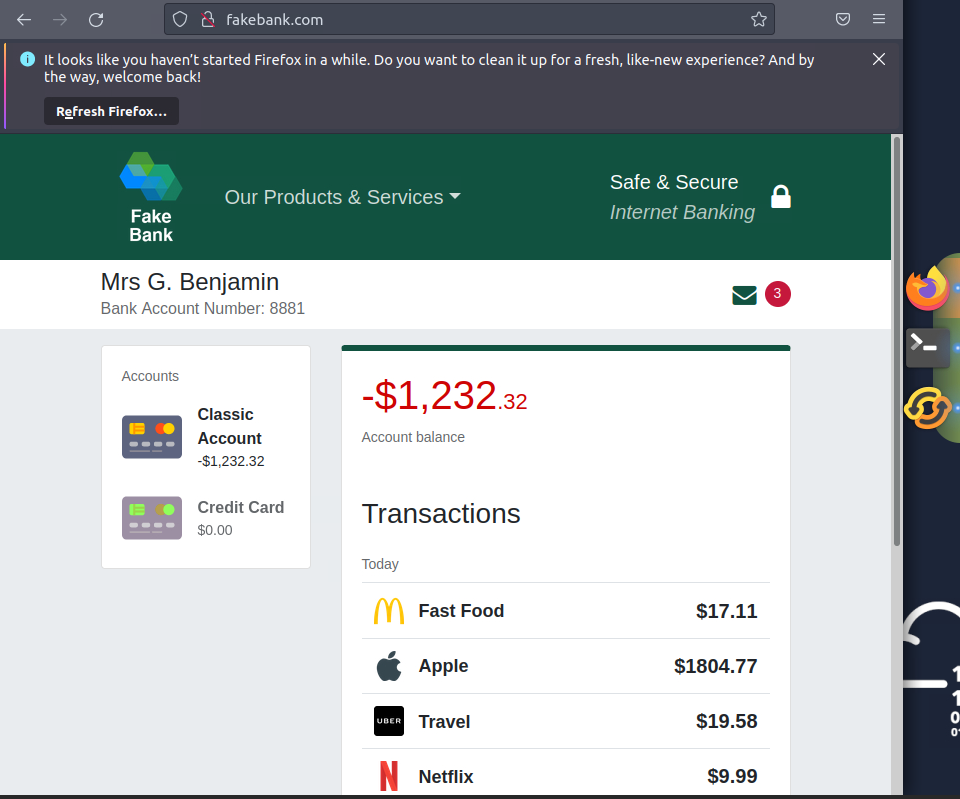 fakebank.com
It looks like you haven't started Firefox in a while. Do you want to clean it up for a fresh, like-new experience? And by
the way, welcome back!
Refresh Firefox...
Fake
Bank
Our Products & Services
Safe & Secure
Internet Banking
Mrs G. Benjamin
Bank Account Number: 8881
3
Accounts
Classic
Account
-$1,232.32
Credit Card
$0.00
-$1,232.32
Account balance
Transactions
Today
Fast Food $17.11
Apple $1804.77
UBER Travel $19.58
Netflix $9.99